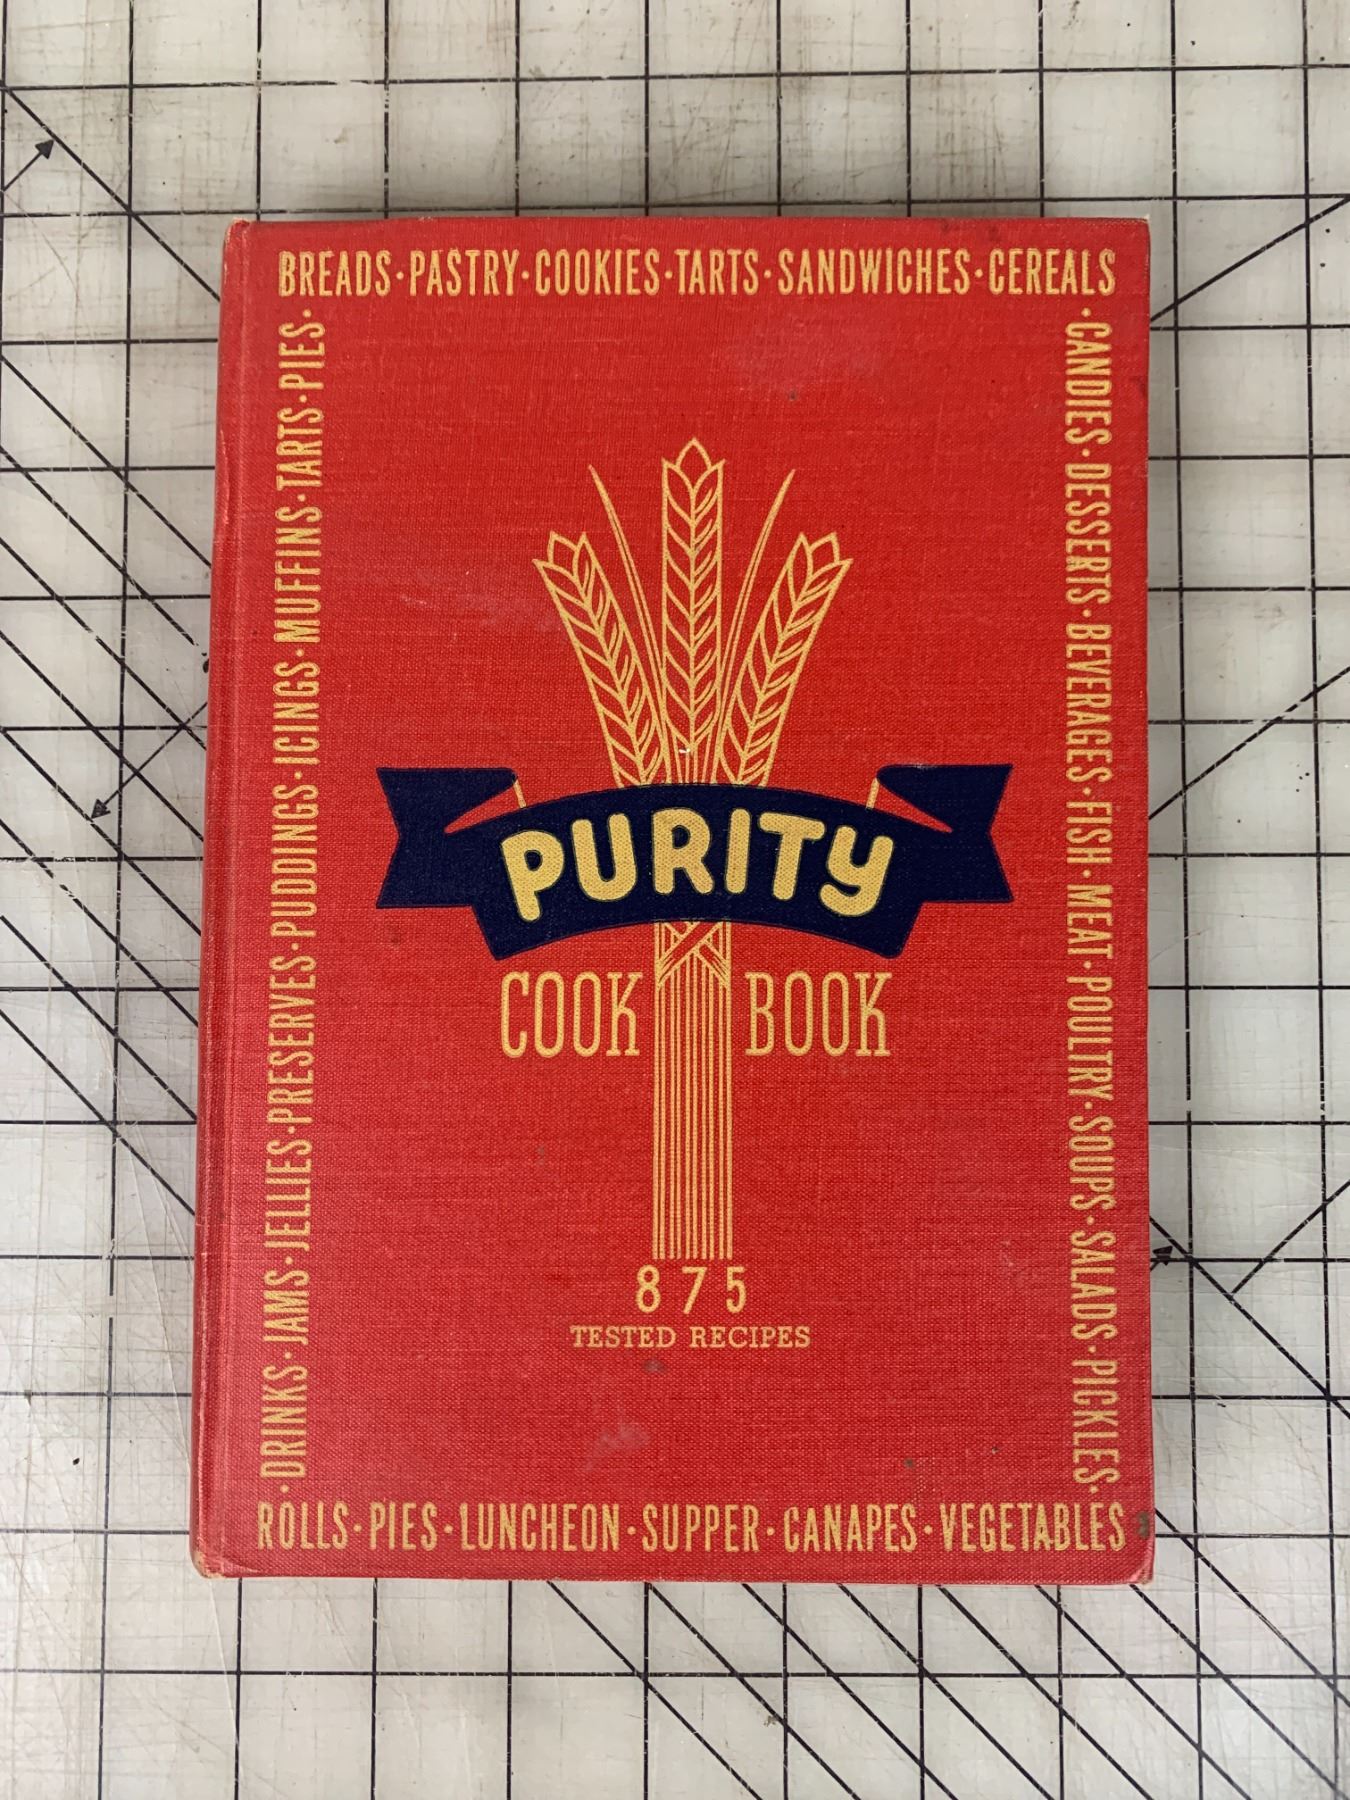 BREADS·PASTRY·COOKIES·TARTS·SANDWICHES·CEREALS
·CANDIES·DESSERTS·BEVERAGES·FISH·MEAT·POULTRY·SOUPS·SALADS·PICKLES·
·DRINKS·JAMS·JELLIES·PRESERVES·PUDDINGS·ICINGS·MUFFINS·TARTS·PIES·
PURITY
COOK BOOK
875
TESTED RECIPES
ROLLS·PIES·LUNCHEON·SUPPER·CANAPES·VEGETABLES